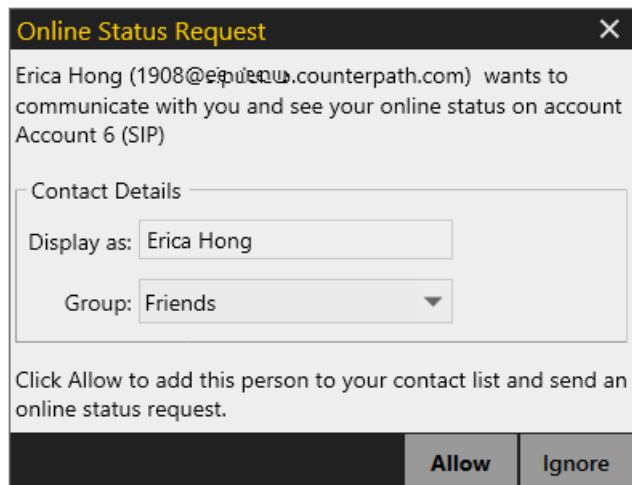 Online Status Request
Erica Hong (1908@ .counterpath.com) wants to
communicate with you and see your online status on account
Account 6 (SIP)
Contact Details
Display as: Erica Hong
Group: Friends
Click Allow to add this person to your contact list and send an
online status request.
Allow Ignore